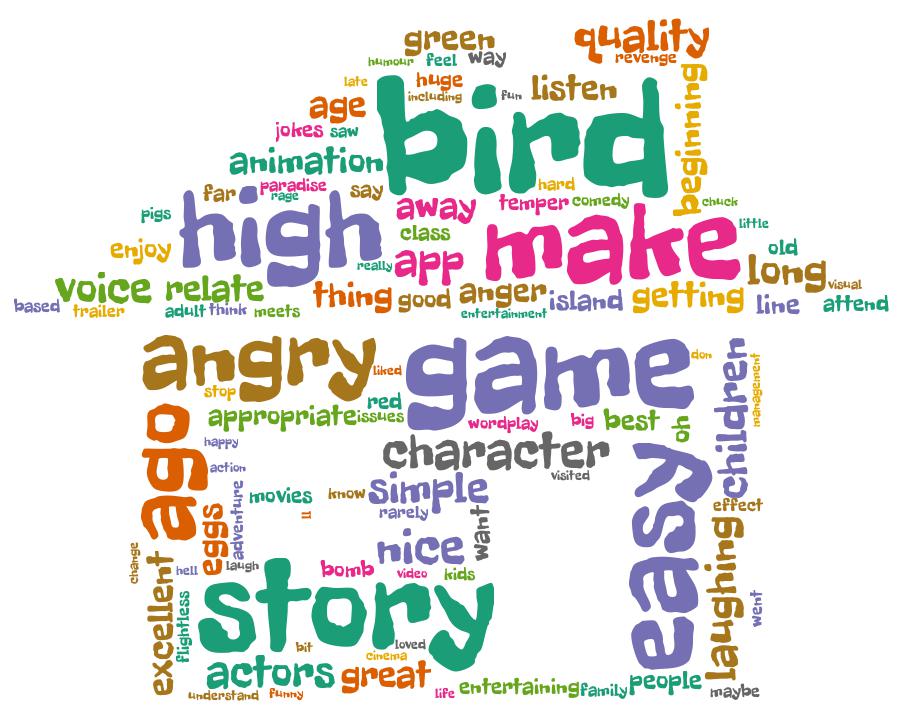 green
quality
humour feel way
revenge
late
huge
including
fun
listen
beginning
age
bird
jokes saw
animation
far
paradise
rage
say
hard
pigs
high
away
temper comedy
chuck
class
make
little
enjoy
really
app
old
long
visual
voice relate
thing
good
anger
island
getting
line
attend
based
trailer
adult think meets
entertainment
angry
liked
game
don
children
management
stop
red
appropriate issues
wordplay
big
best
oh
ago
happy
character
visited
easy
action
movies
know
simple
rarely
adventure
eggs
ll
want
effect
nice
laughing
change
excellent
hell
laugh
bomb
video
kids
flightless
story
went
bit
loved
cinema
actors
great
understand funny
life
entertaining family people
maybe